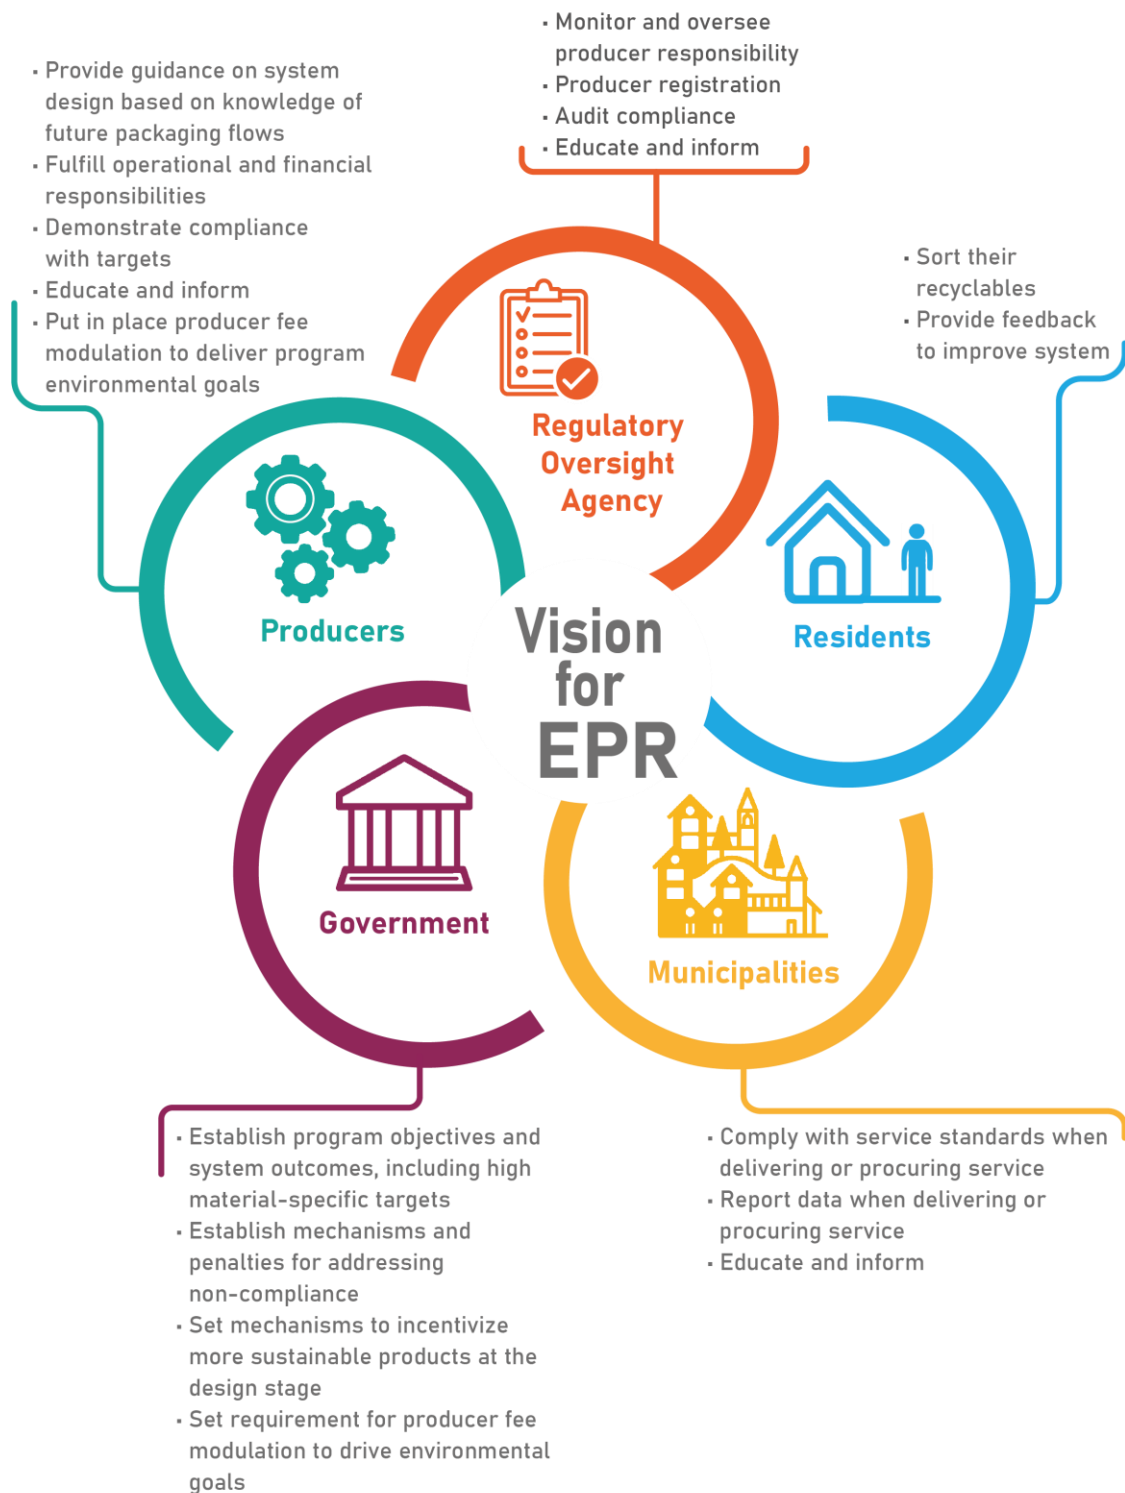 · Monitor and oversee
producer responsibility
· Producer registration
· Audit compliance
· Educate and inform
· Provide guidance on system
design based on knowledge of
future packaging flows
· Fulfill operational and financial
responsibilities
· Demonstrate compliance
with targets
· Educate and inform
· Put in place producer fee
modulation to deliver program
environmental goals
· Sort their
recyclables
· Provide feedback
to improve system
Regulatory
Oversight
Agency
Producers
Residents
Vision
for
EPR
Government
Municipalities
· Establish program objectives and
system outcomes, including high
material-specific targets
· Establish mechanisms and
penalties for addressing
non-compliance
· Set mechanisms to incentivize
more sustainable products at the
design stage
· Set requirement for producer fee
modulation to drive environmental
goals
· Comply with service standards when
delivering or procuring service
· Report data when delivering or
procuring service
· Educate and inform